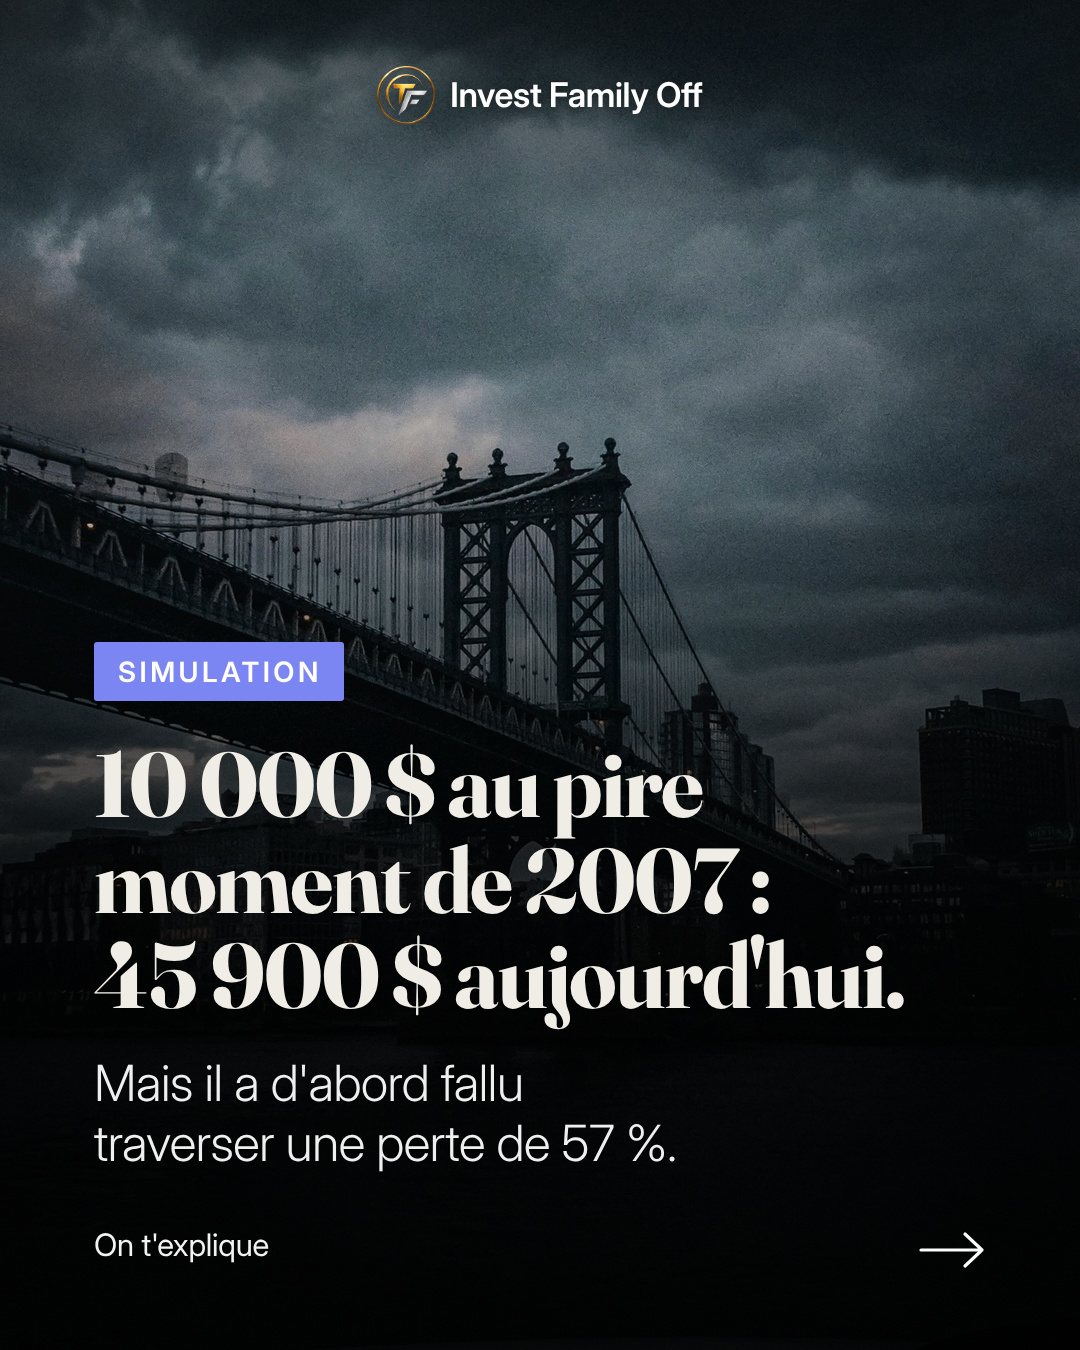 Invest Family Off
SIMULATION
10 000 $ au pire
moment de 2007 :
45 900 $ aujourd'hui.
Mais il a d'abord fallu
traverser une perte de 57 %.
On t'explique